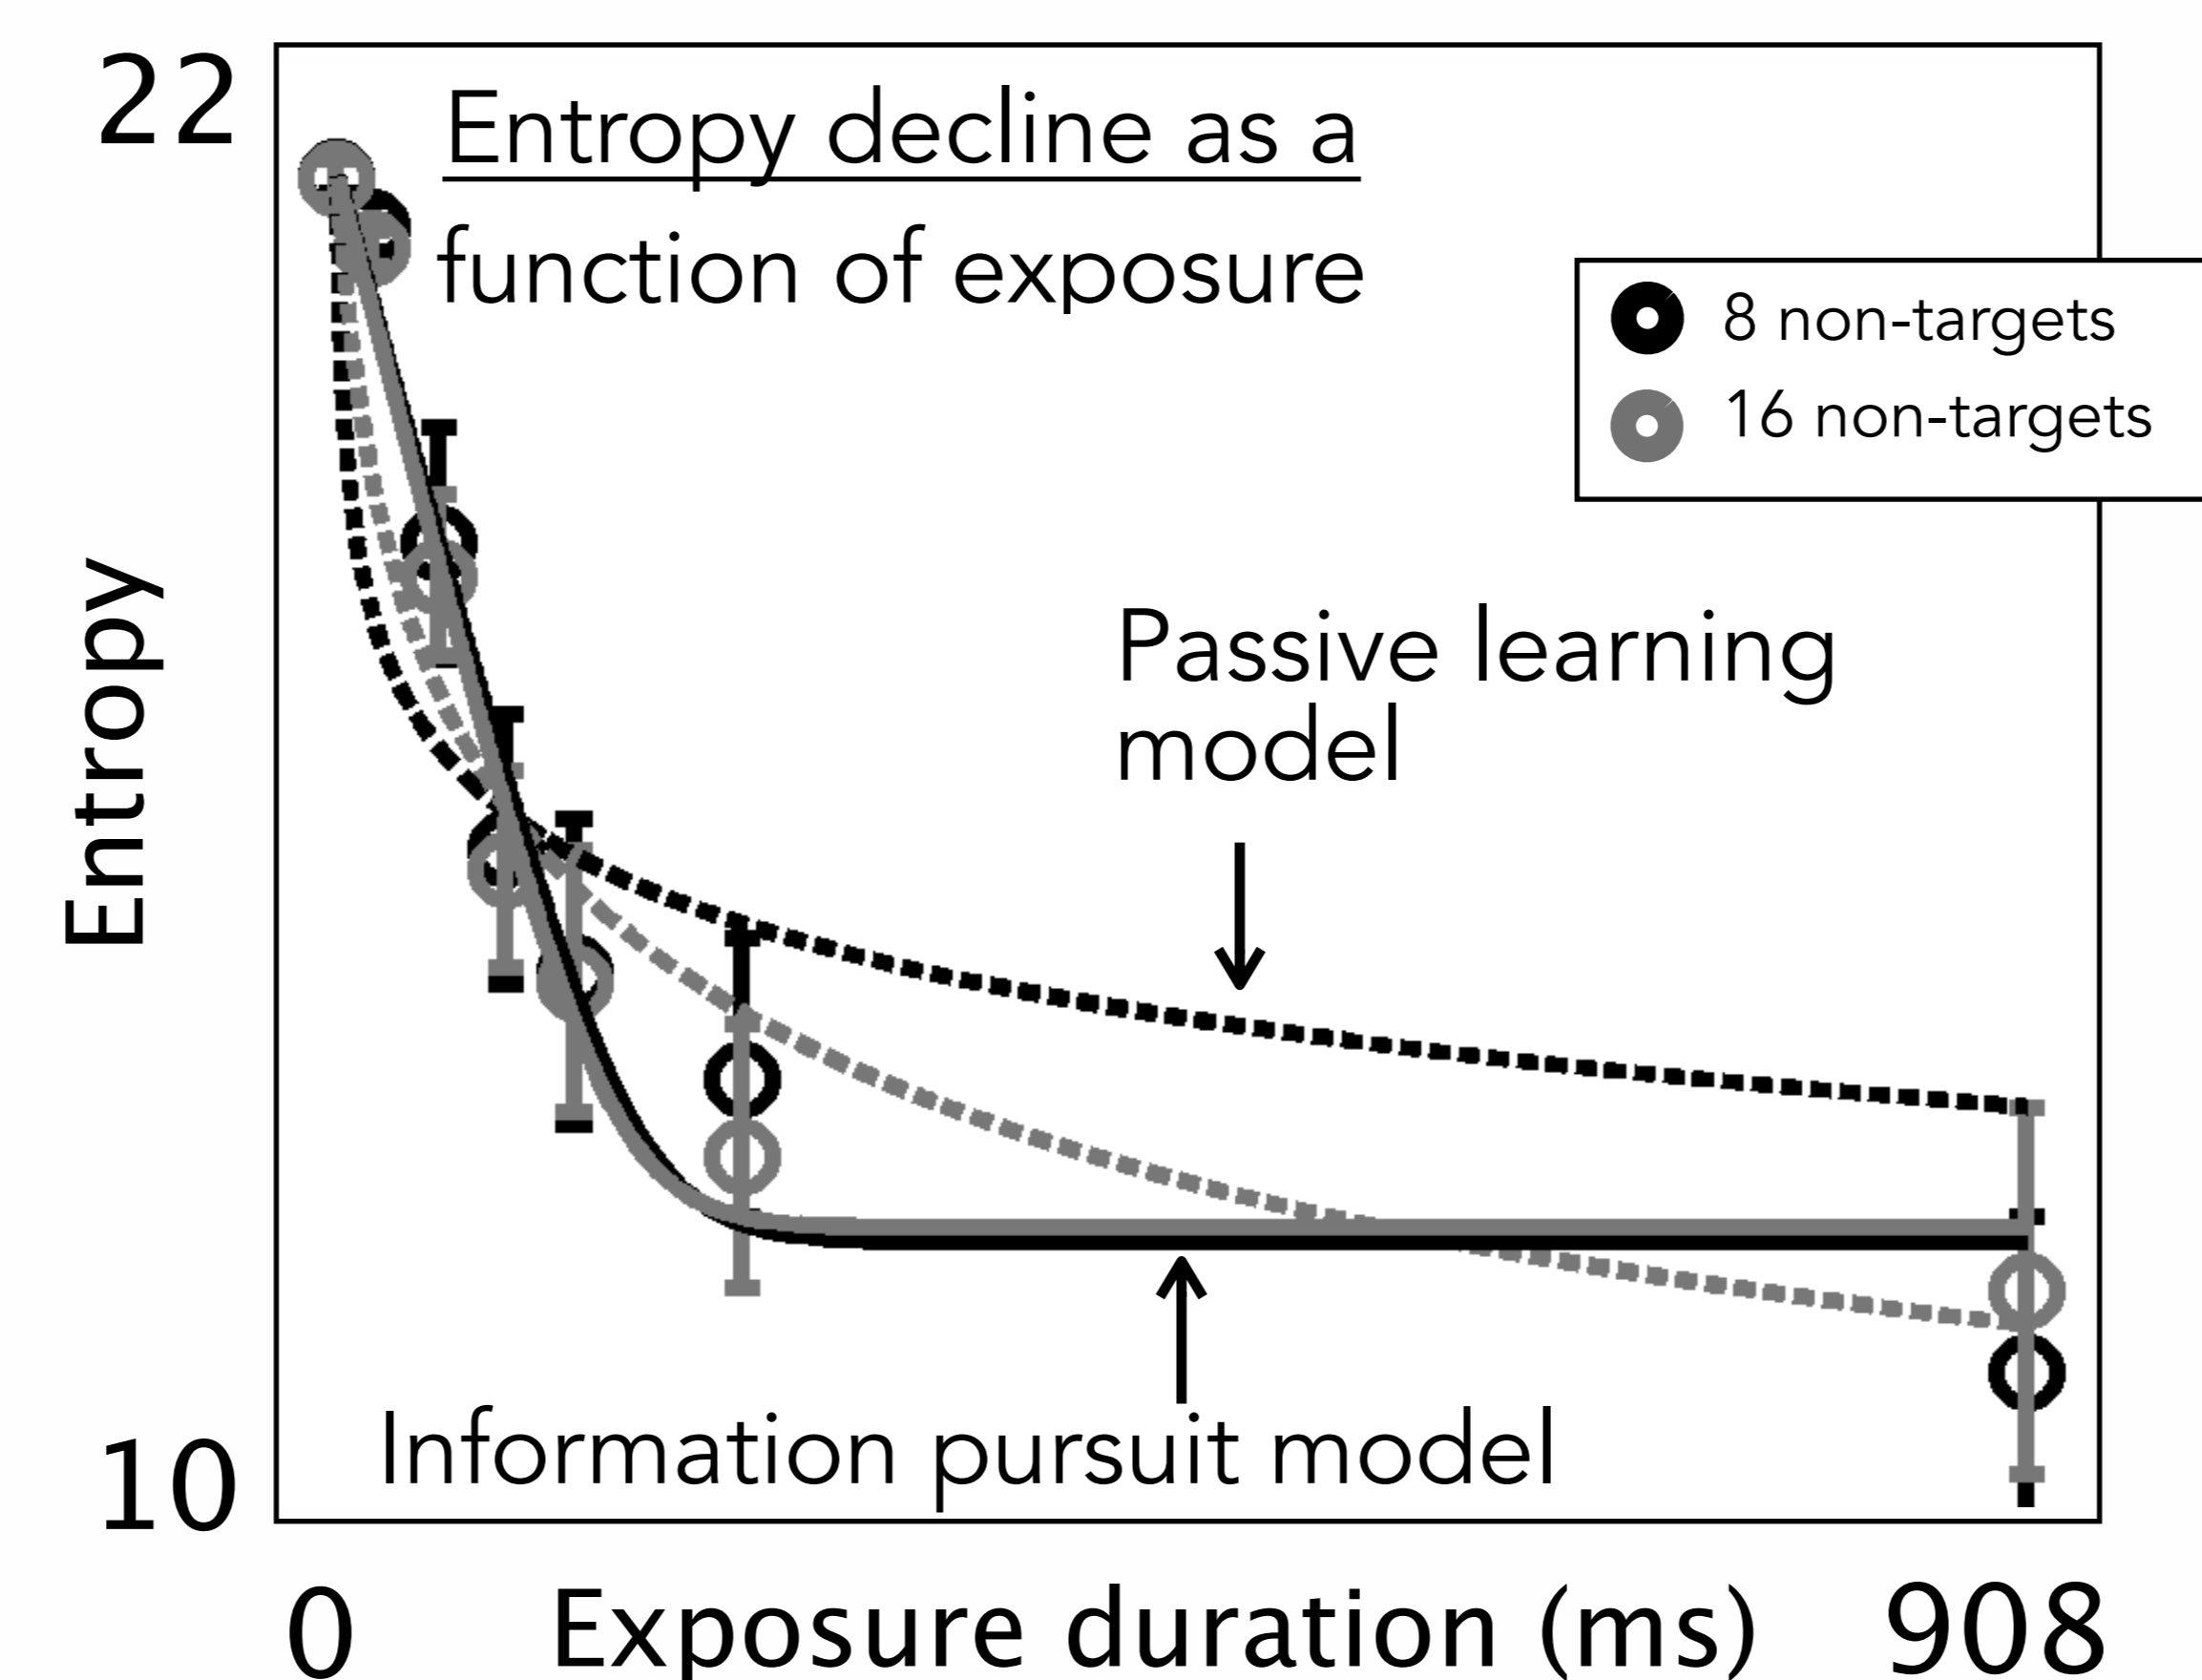 22
Entropy decline as a
function of exposure
8 non-targets
16 non-targets
Entropy
Passive learning
model
Information pursuit model
10
0
Exposure duration (ms)
908